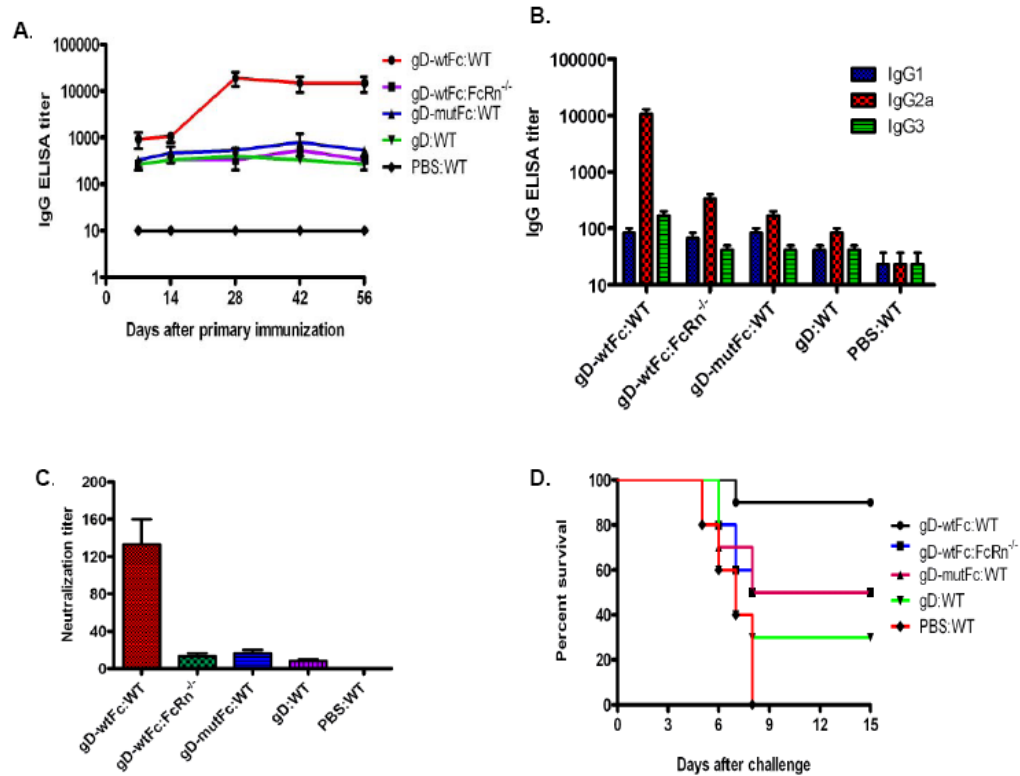 A.
IgG ELISA titer
100000
10000
1000
100
10
1
0
14
28
42
56
Days after primary immunization
gD-wtFc:WT
gD-wtFc:FcRn-/-
gD-mutFc:WT
gD:WT
PBS:WT
B.
IgG ELISA titer
100000
10000
1000
100
10
IgG1
IgG2a
IgG3
gD-wtFc:WT
gD-wtFc:FcRn-/-
gD-mutFc:WT
gD:WT
PBS:WT
C.
Neutralization titer
200
160
120
80
40
0
gD-wtFc:WT
gD-wtFc:FcRn-/-
gD-mutFc:WT
gD:WT
PBS:WT
D.
Percent survival
100
80
60
40
20
0
0
3
6
9
12
15
Days after challenge
gD-wtFc:WT
gD-wtFc:FcRn-/-
gD-mutFc:WT
gD:WT
PBS:WT